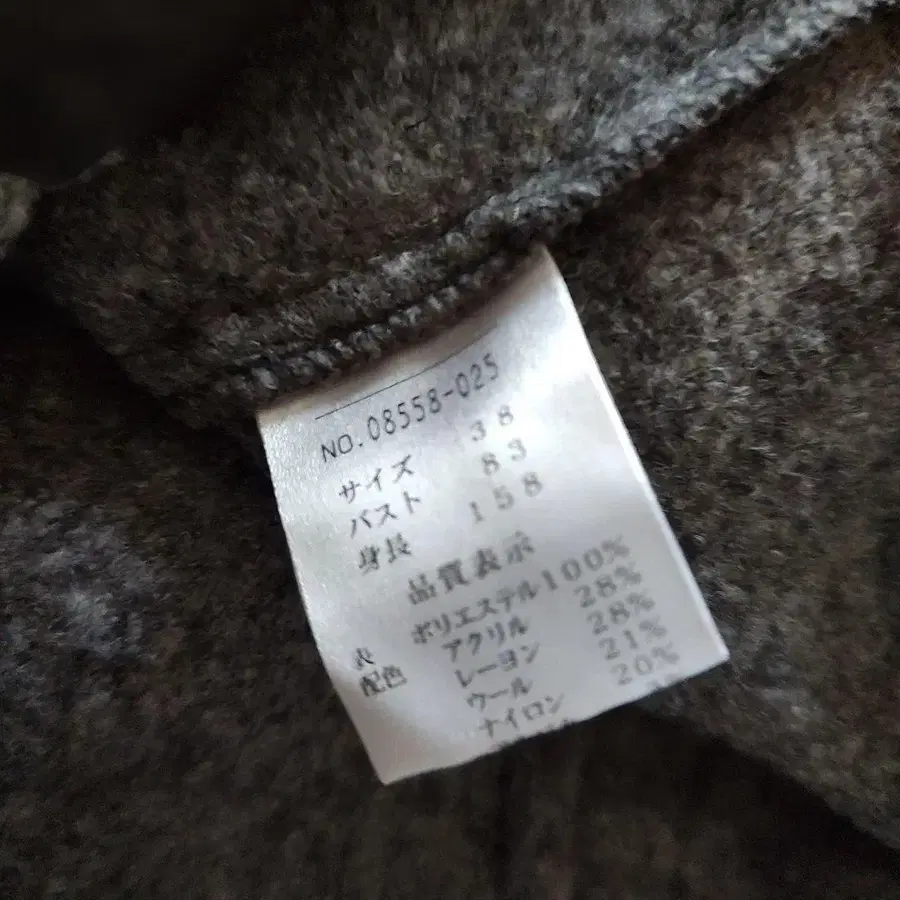 NO.08558-025
サイズ 38
バスト 83
身長 158
品質表示
表 ポリエステル100%
配色 アクリル 28%
レーヨン 28%
ウール 21%
ナイロン 20%